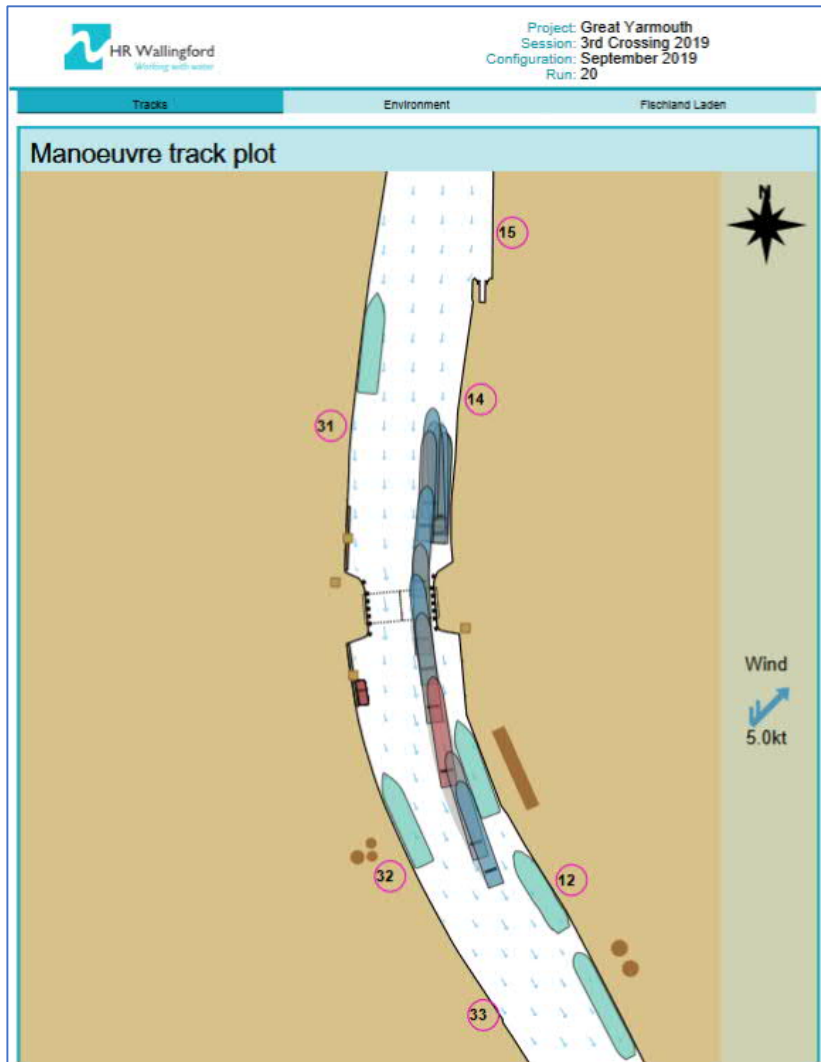 HR Wallingford
Working with water
Project: Great Yarmouth
Session: 3rd Crossing 2019
Configuration: September 2019
Run: 20
Tracks Environment Fischland Laden
Manoeuvre track plot
N
15
14
31
Wind
5.0kt
32
12
33